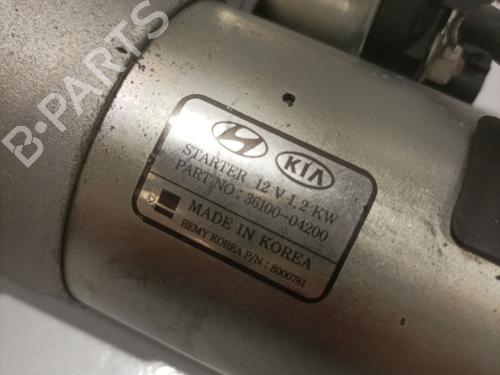 B-PARTS
KIA
STARTER 12 V 1.2 KW
PART NO : 36100-04200
MADE IN KOREA
REMY KOREA P/N : 8000781